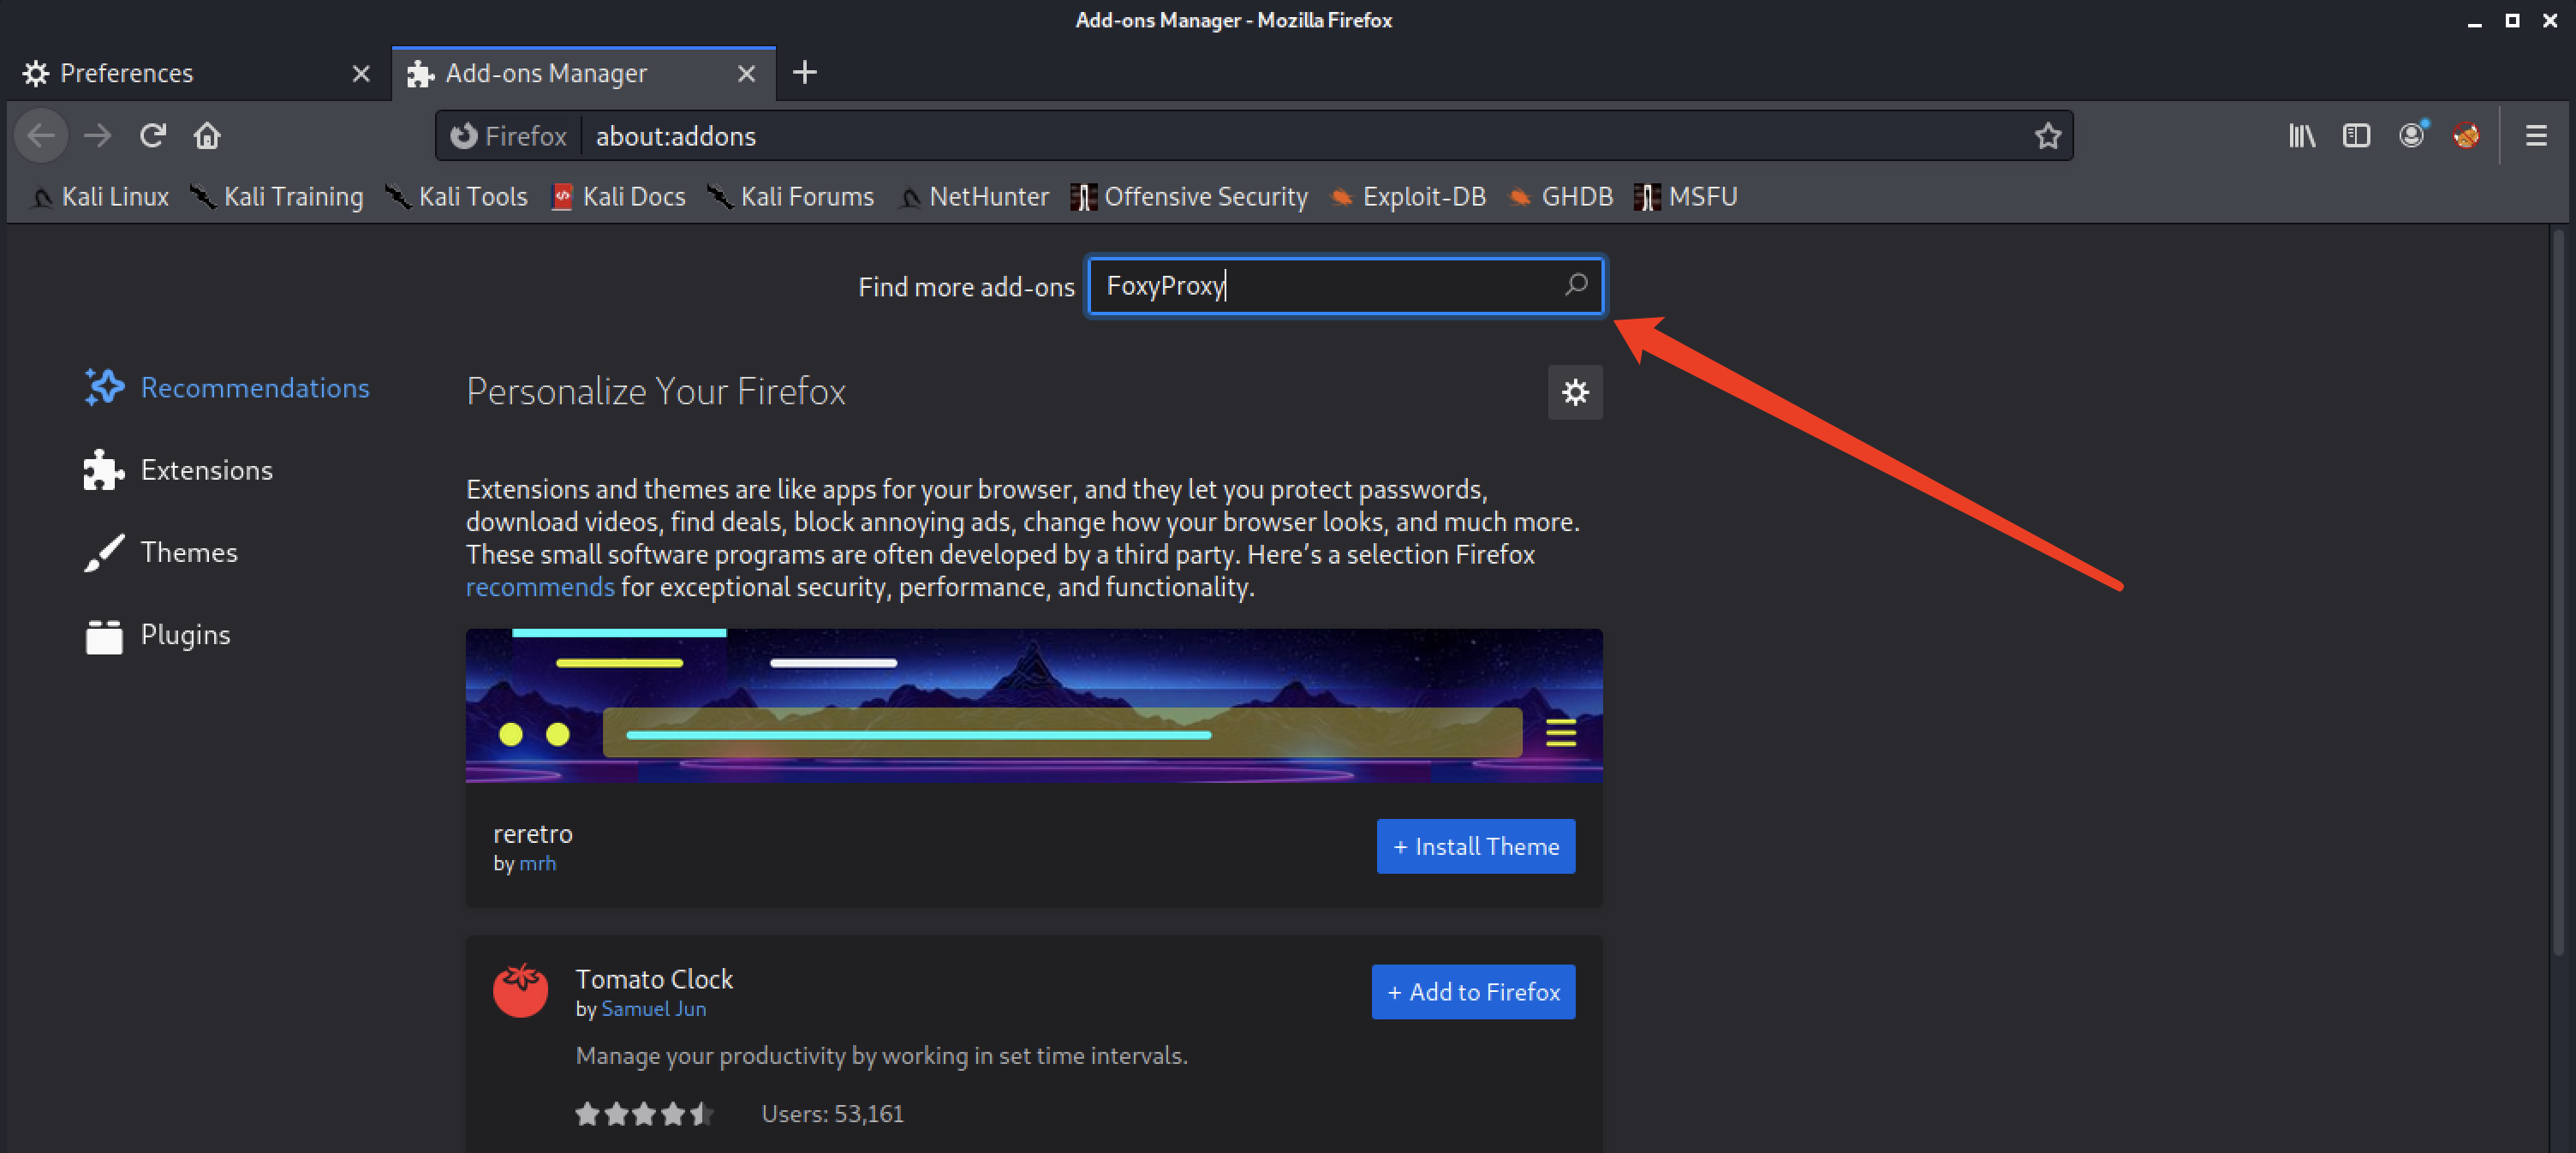 Add-ons Manager - Mozilla Firefox
Preferences
Add-ons Manager
Firefox about:addons
Kali Linux Kali Training Kali Tools Kali Docs Kali Forums NetHunter Offensive Security Exploit-DB GHDB MSFU
Find more add-ons FoxyProxy
Recommendations
Extensions
Themes
Plugins
Personalize Your Firefox
Extensions and themes are like apps for your browser, and they let you protect passwords,
download videos, find deals, block annoying ads, change how your browser looks, and much more.
These small software programs are often developed by a third party. Here’s a selection Firefox
recommends for exceptional security, performance, and functionality.
reretro
by mrh
+ Install Theme
Tomato Clock
by Samuel Jun
+ Add to Firefox
Manage your productivity by working in set time intervals.
Users: 53,161